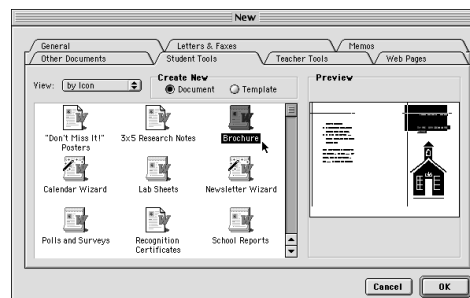 New
General
Letters & Faxes
Memos
Other Documents
Student Tools
Teacher Tools
Web Pages
View:
by Icon
Create New
Document
Template
Preview
"Don't Miss It!"
Posters
3x5 Research Notes
Brochure
Calendar Wizard
Lab Sheets
Newsletter Wizard
Polls and Surveys
Recognition
Certificates
School Reports
Cancel
OK